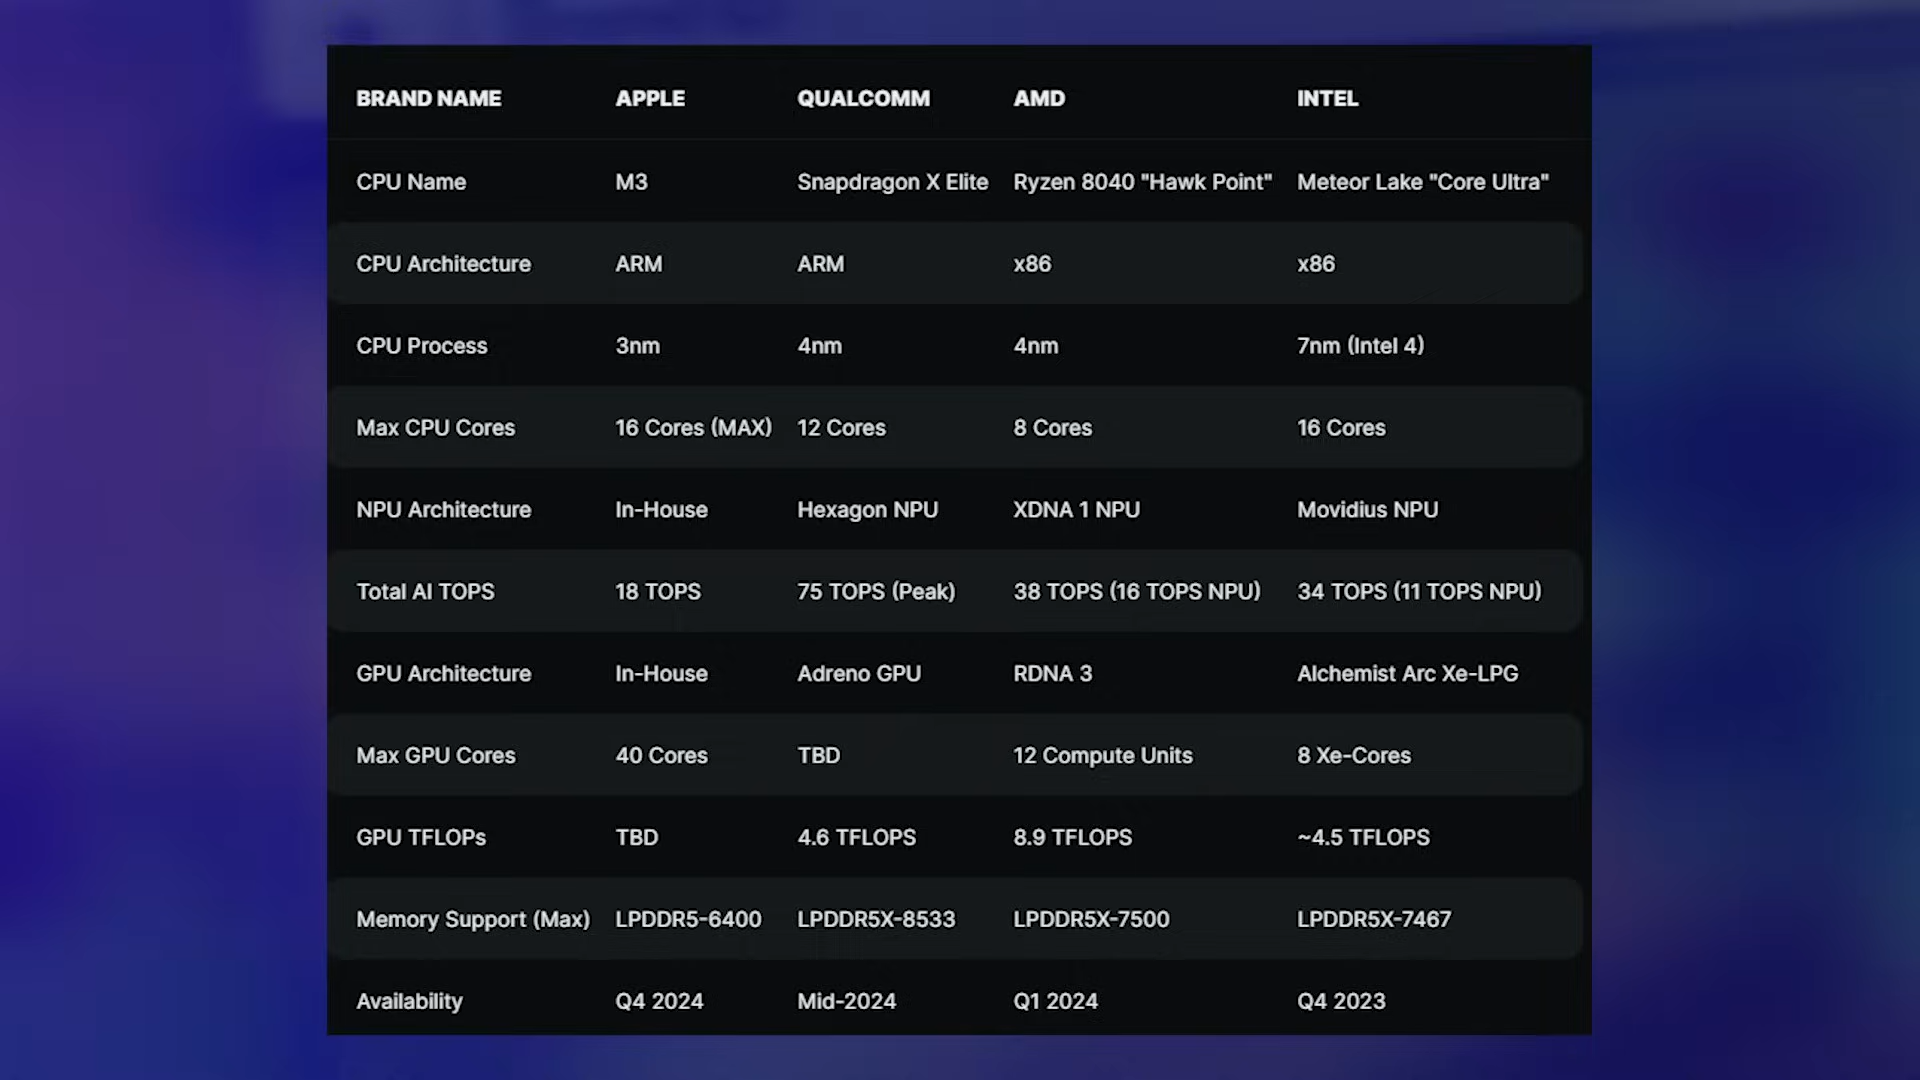 BRAND NAME APPLE QUALCOMM AMD INTEL
CPU Name M3 Snapdragon X Elite Ryzen 8040 "Hawk Point" Meteor Lake "Core Ultra"
CPU Architecture ARM ARM x86 x86
CPU Process 3nm 4nm 4nm 7nm (Intel 4)
Max CPU Cores 16 Cores (MAX) 12 Cores 8 Cores 16 Cores
NPU Architecture In-House Hexagon NPU XDNA 1 NPU Movidius NPU
Total AI TOPS 18 TOPS 75 TOPS (Peak) 38 TOPS (16 TOPS NPU) 34 TOPS (11 TOPS NPU)
GPU Architecture In-House Adreno GPU RDNA 3 Alchemist Arc Xe-LPG
Max GPU Cores 40 Cores TBD 12 Compute Units 8 Xe-Cores
GPU TFLOPs TBD 4.6 TFLOPS 8.9 TFLOPS ~4.5 TFLOPS
Memory Support (Max) LPDDR5-6400 LPDDR5X-8533 LPDDR5X-7500 LPDDR5X-7467
Availability Q4 2024 Mid-2024 Q1 2024 Q4 2023